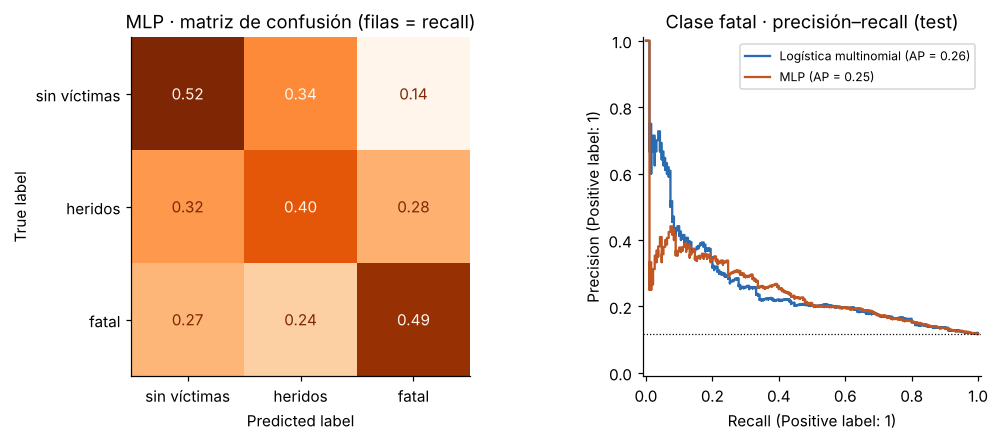 MLP · matriz de confusión (filas = recall)
True label
sin víctimas
heridos
fatal
0.52 0.34 0.14
0.32 0.40 0.28
0.27 0.24 0.49
sin víctimas heridos fatal
Predicted label
Clase fatal · precisión–recall (test)
Logística multinomial (AP = 0.26)
MLP (AP = 0.25)
Precision (Positive label: 1)
1.0
0.8
0.6
0.4
0.2
0.0
0.0 0.2 0.4 0.6 0.8 1.0
Recall (Positive label: 1)